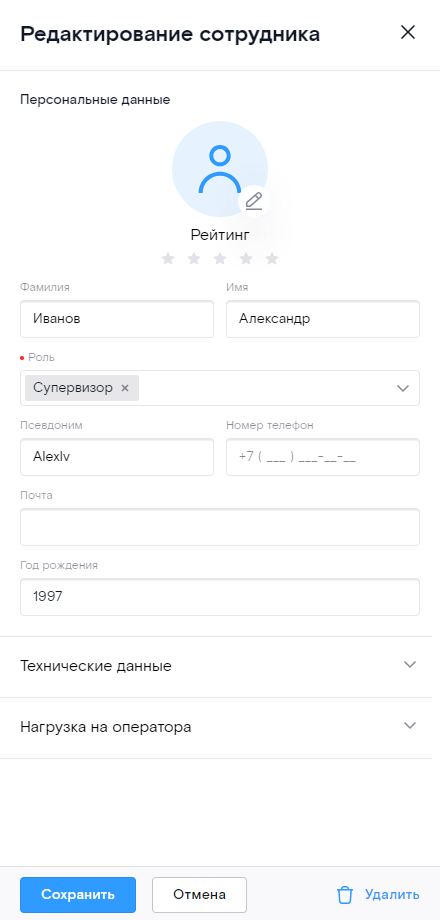 Редактирование сотрудника
Персональные данные
Рейтинг
Фамилия Имя
Иванов Александр
Роль
Супервизор ×
Псевдоним Номер телефон
AlexIv +7 ( ___ ) ___-__-__
Почта
Год рождения
1997
Технические данные
Нагрузка на оператора
Сохранить Отмена Удалить